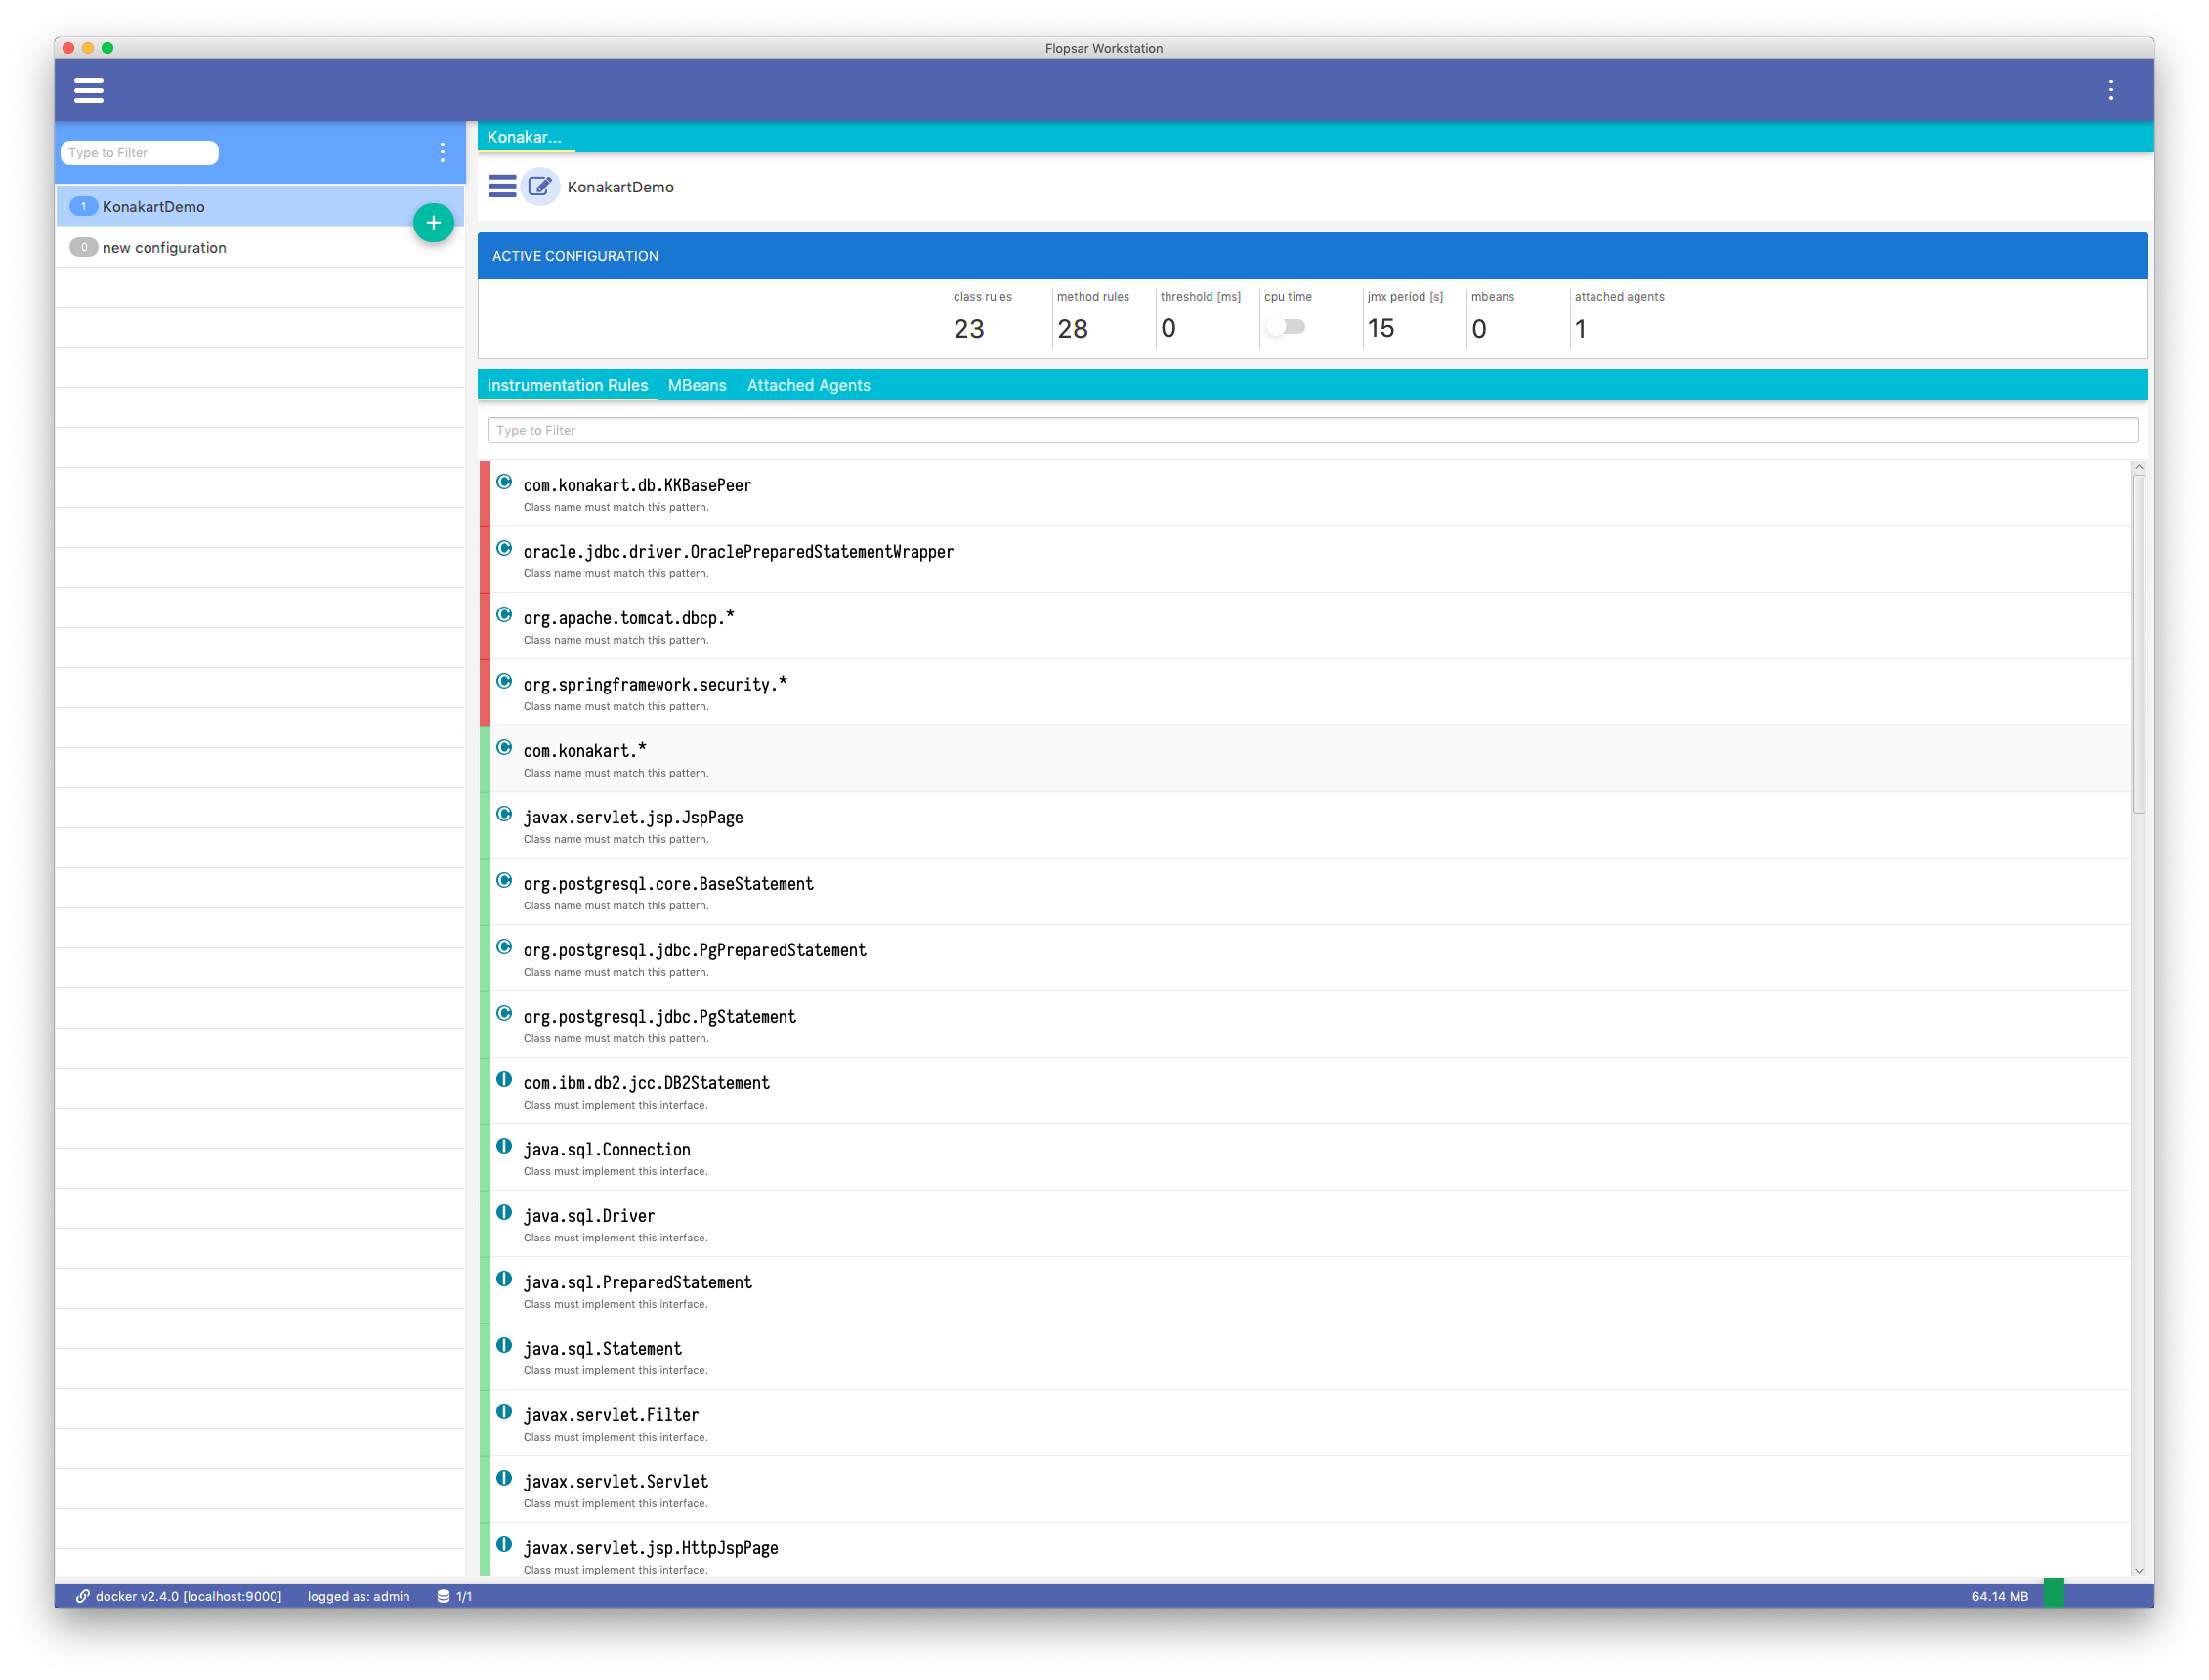 Flopsar Workstation
Type to Filter
1 KonakartDemo
0 new configuration
Konakar...
KonakartDemo
ACTIVE CONFIGURATION
class rules method rules threshold [ms] cpu time jmx period [s] mbeans attached agents
23 28 0 15 0 1
Instrumentation Rules MBeans Attached Agents
Type to Filter
com.konakart.db.KKBasePeer
Class name must match this pattern.
oracle.jdbc.driver.OraclePreparedStatementWrapper
Class name must match this pattern.
org.apache.tomcat.dbcp.*
Class name must match this pattern.
org.springframework.security.*
Class name must match this pattern.
com.konakart.*
Class name must match this pattern.
javax.servlet.jsp.JspPage
Class name must match this pattern.
org.postgresql.core.BaseStatement
Class name must match this pattern.
org.postgresql.jdbc.PgPreparedStatement
Class name must match this pattern.
org.postgresql.jdbc.PgStatement
Class name must match this pattern.
com.ibm.db2.jcc.DB2Statement
Class must implement this interface.
java.sql.Connection
Class must implement this interface.
java.sql.Driver
Class must implement this interface.
java.sql.PreparedStatement
Class must implement this interface.
java.sql.Statement
Class must implement this interface.
javax.servlet.Filter
Class must implement this interface.
javax.servlet.Servlet
Class must implement this interface.
javax.servlet.jsp.HttpJspPage
Class must implement this interface.
docker v2.4.0 [localhost:9000] logged as: admin 1/1 64.14 MB